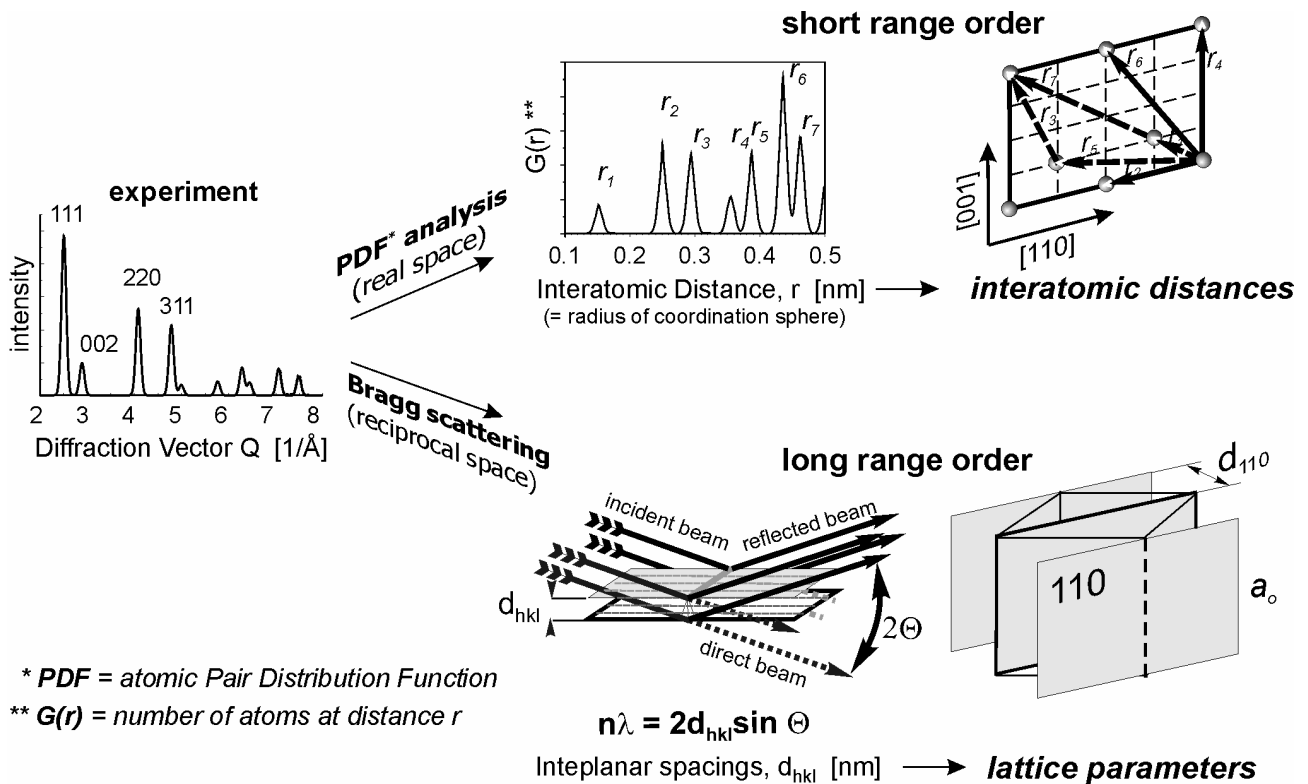 short range order
G(r) **
r1
r2
r3
r4
r5
r6
r7
0.1 0.2 0.3 0.4 0.5
Interatomic Distance, r [nm]
(= radius of coordination sphere)
r7
r6
r4
r3
r5
r2
[001]
[110]
interatomic distances
experiment
111
002
220
311
intensity
2 3 4 5 6 7 8
Diffraction Vector Q [1/Å]
PDF* analysis
(real space)
Bragg scattering
(reciprocal space)
long range order
incident beam
reflected beam
dhkl
2Θ
direct beam
d110
110
ao
* PDF = atomic Pair Distribution Function
** G(r) = number of atoms at distance r
nλ = 2dhklsin Θ
Inteplanar spacings, dhkl [nm]
lattice parameters